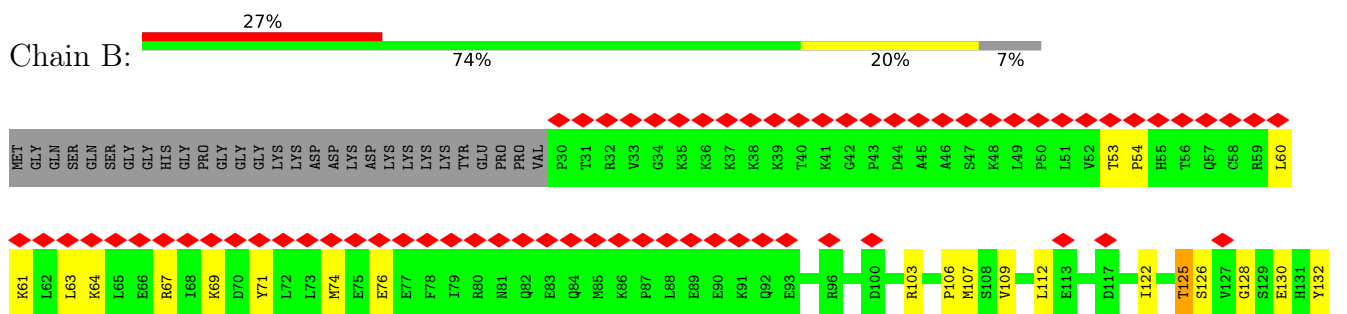 27%
Chain B:
74% 20% 7%
MET GLY GLN SER GLN SER GLY GLY HIS GLY PRO GLY GLY GLY LYS LYS ASP ASP LYS ASP LYS LYS LYS LYS TYR GLU PRO PRO VAL P30 T31 R32 V33 G34 K35 K36 K37 K38 K39 T40 K41 G42 P43 D44 A45 A46 S47 K48 L49 P50 L51 V52 T53 P54 H55 T56 Q57 C58 R59 L60
K61 L62 L63 K64 L65 E66 R67 I68 K69 D70 Y71 L72 L73 M74 E75 E76 E77 F78 I79 R80 N81 Q82 E83 Q84 M85 K86 P87 L88 E89 E90 K91 Q92 E93 R96 D100 R103 P106 M107 S108 V109 L112 E113 D117 I122 T125 S126 V127 G128 S129 E130 H131 Y132